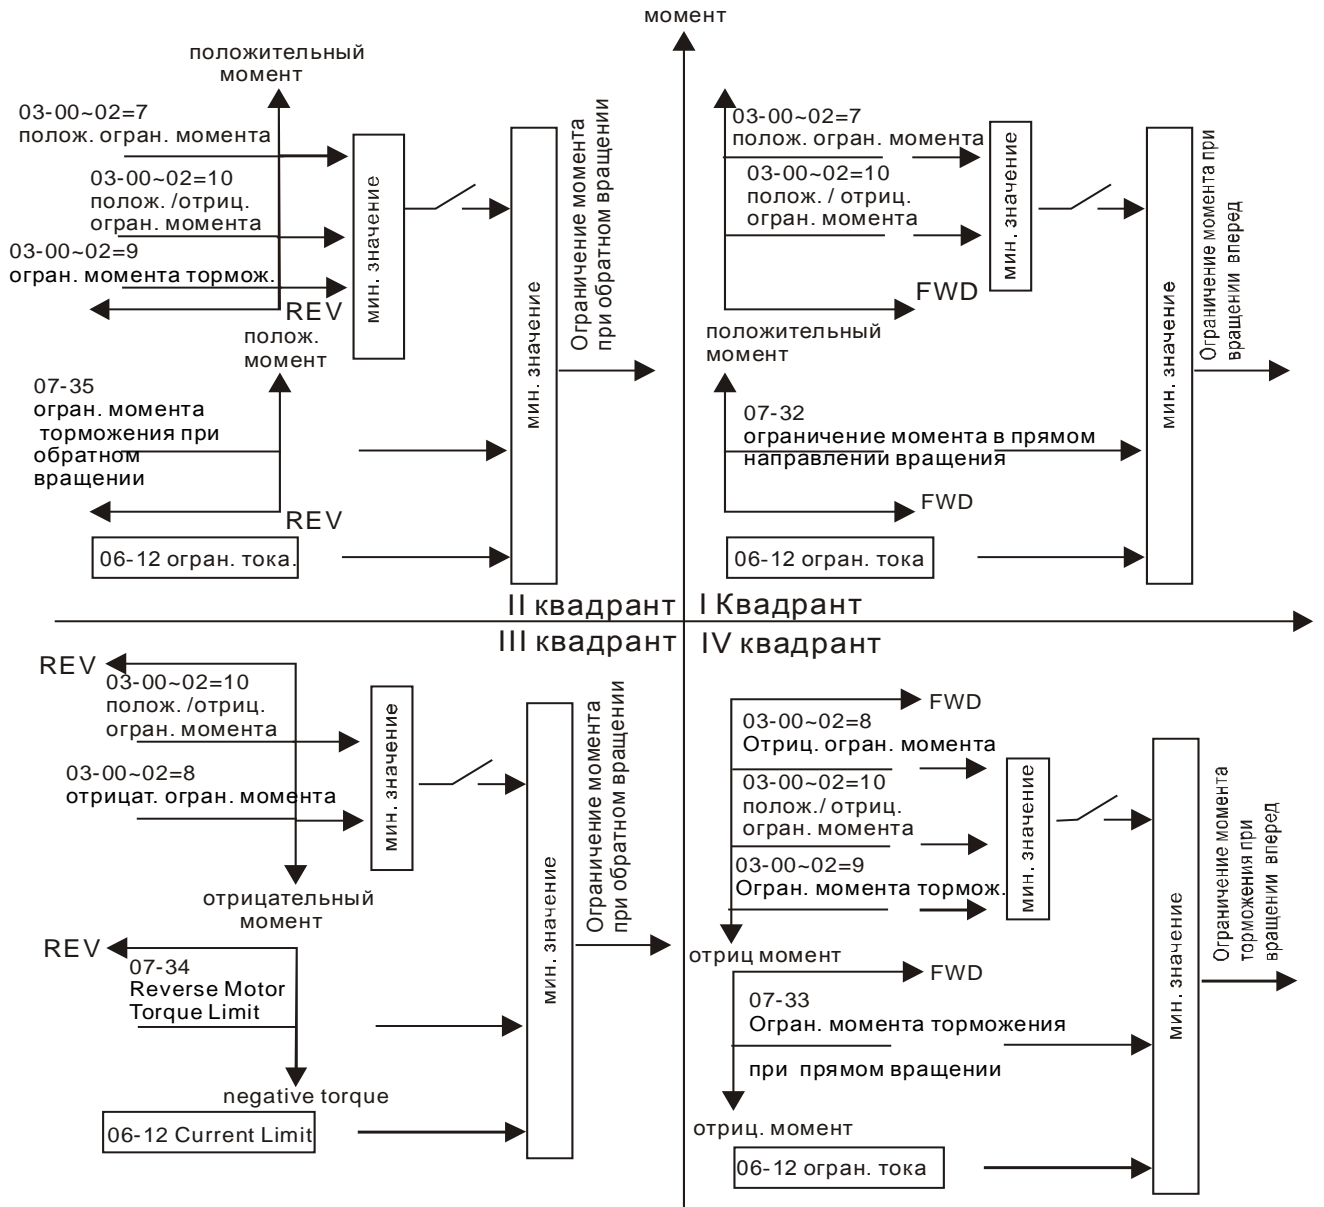 момент
положительный
момент
03-00~02=7
полож. огран. момента
03-00~02=10
полож. /отриц.
огран. момента
03-00~02=9
огран. момента тормож.
REV
мин. значение
мин. значение
Ограничение момента
при обратном вращении
полож.
момент
07-35
огран. момента
торможения при
обратном
вращении
REV
06-12 огран. тока.
II квадрант
03-00~02=7
полож. огран. момента
03-00~02=10
полож. / отриц.
огран. момента
FWD
мин. значение
мин. значение
Ограничение момента при
вращении вперед
положительный
момент
07-32
ограничение момента в прямом
направлении вращения
FWD
06-12 огран. тока
I Квадрант
III квадрант
REV
03-00~02=10
полож. /отриц.
огран. момента
03-00~02=8
отрицат. огран. момента
мин. значение
мин. значение
Ограничение момента
при обратном вращении
отрицательный
момент
REV
07-34
Reverse Motor
Torque Limit
negative torque
06-12 Current Limit
IV квадрант
FWD
03-00~02=8
Отриц. огран. момента
03-00~02=10
полож./ отриц.
огран. момента
03-00~02=9
Огран. момента тормож.
мин. значение
мин. значение
Ограничение момента
торможения при
вращении вперед
отриц момент
FWD
07-33
Огран. момента торможения
при прямом вращении
отриц. момент
06-12 огран. тока